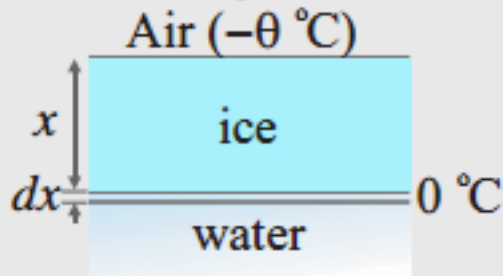 Air (−θ °C)
x
ice
dx
0 °C
water